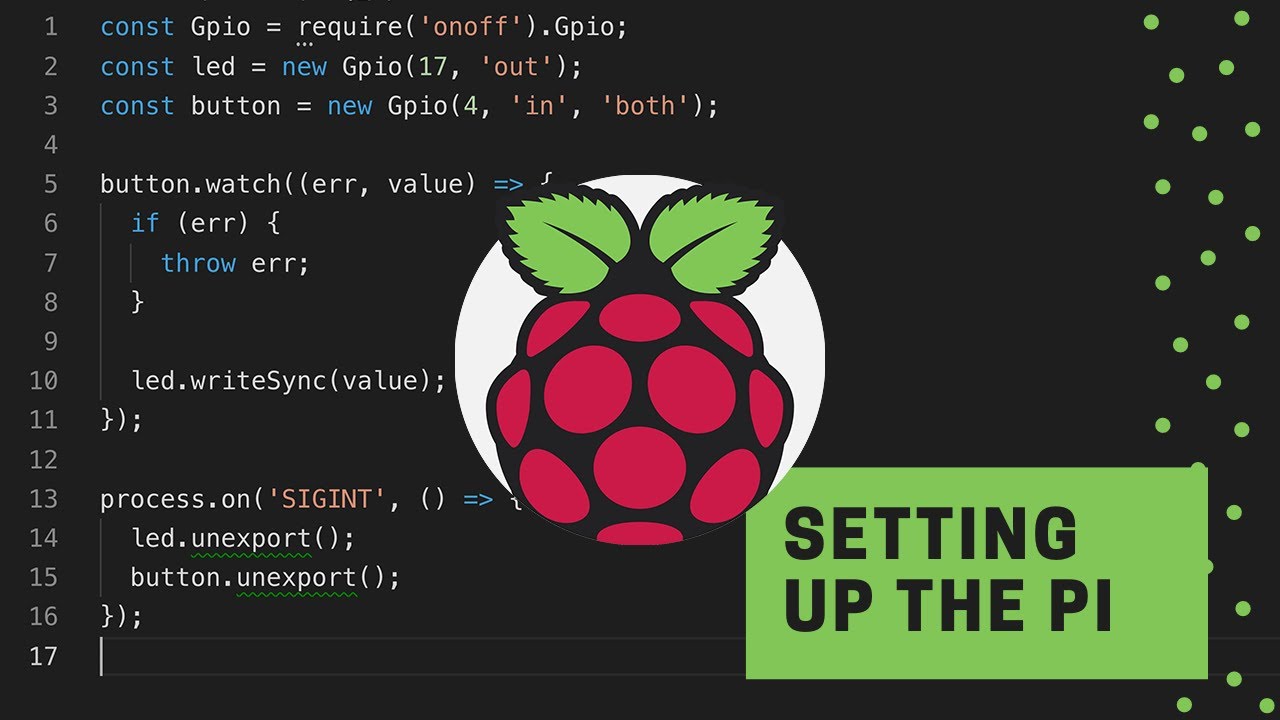 1 const Gpio = require('onoff').Gpio;
2 const led = new Gpio(17, 'out');
3 const button = new Gpio(4, 'in', 'both');
4
5 button.watch((err, value) => {
6 if (err) {
7 throw err;
8 }
9
10 led.writeSync(value);
11 });
12
13 process.on('SIGINT', () => {
14 led.unexport();
15 button.unexport();
16 });
17
SETTING
UP THE PI